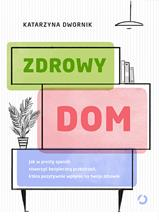 KATARZYNA DWORNIK
ZDROWY
DOM
Jak w prosty sposób
stworzyć bezpieczną przestrzeń,
która pozytywnie wpłynie na Twoje zdrowie